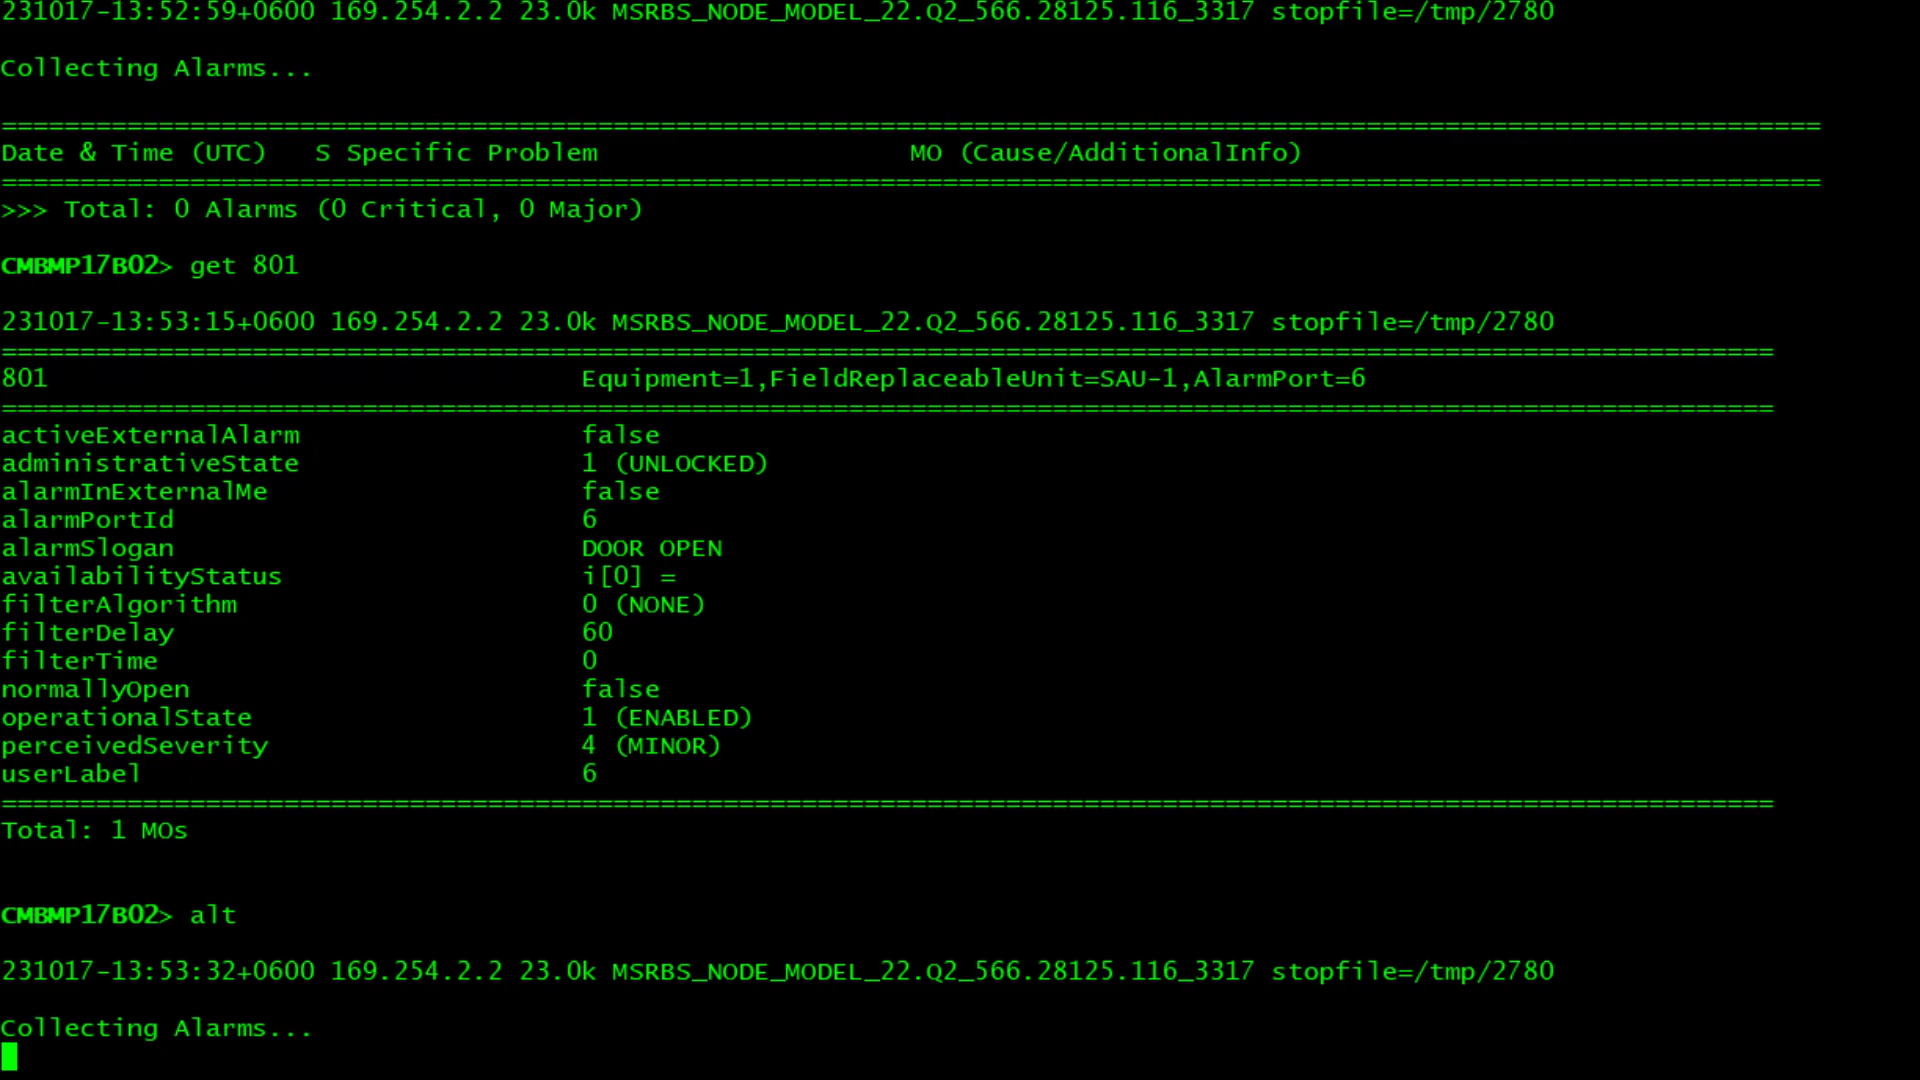 231017-13:52:59+0600 169.254.2.2 23.0k MSRBS_NODE_MODEL_22.Q2_566.28125.116_3317 stopfile=/tmp/2780
Collecting Alarms...
====================================================================================================================
Date & Time (UTC)   S Specific Problem                    MO (Cause/AdditionalInfo)
====================================================================================================================
>>> Total: 0 Alarms (0 Critical, 0 Major)
CMBMP17B02> get 801
231017-13:53:15+0600 169.254.2.2 23.0k MSRBS_NODE_MODEL_22.Q2_566.28125.116_3317 stopfile=/tmp/2780
=================================================================================================================
801                                  Equipment=1,FieldReplaceableUnit=SAU-1,AlarmPort=6
=================================================================================================================
activeExternalAlarm                  false
administrativeState                  1 (UNLOCKED)
alarmInExternalMe                    false
alarmPortId                          6
alarmSlogan                          DOOR OPEN
availabilityStatus                   i[0] =
filterAlgorithm                      0 (NONE)
filterDelay                          60
filterTime                           0
normallyOpen                         false
operationalState                     1 (ENABLED)
perceivedSeverity                    4 (MINOR)
userLabel                            6
=================================================================================================================
Total: 1 MOs
CMBMP17B02> alt
231017-13:53:32+0600 169.254.2.2 23.0k MSRBS_NODE_MODEL_22.Q2_566.28125.116_3317 stopfile=/tmp/2780
Collecting Alarms...